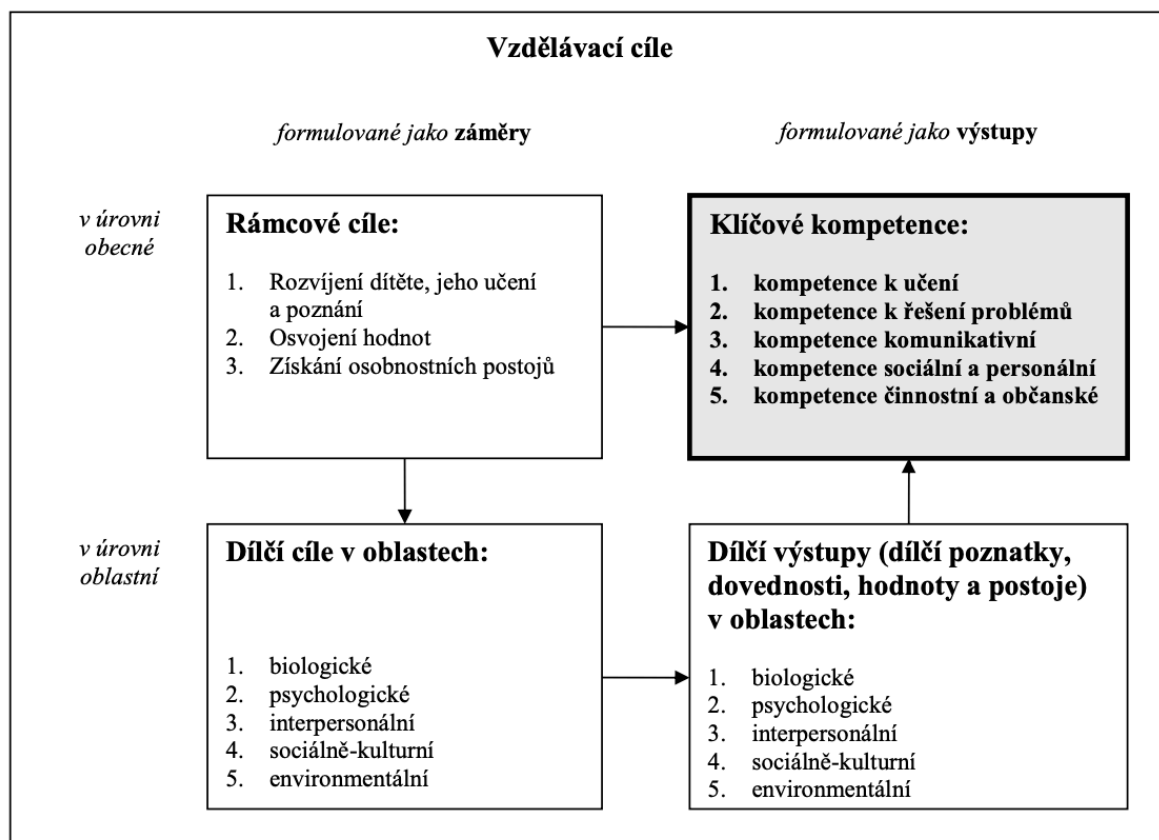 Vzdělávací cíle
formulované jako záměry
formulované jako výstupy
v úrovni
obecné
Rámcové cíle:
1. Rozvíjení dítěte, jeho učení
a poznání
2. Osvojení hodnot
3. Získání osobnostních postojů
Klíčové kompetence:
1. kompetence k učení
2. kompetence k řešení problémů
3. kompetence komunikativní
4. kompetence sociální a personální
5. kompetence činnostní a občanské
v úrovni
oblastní
Dílčí cíle v oblastech:
1. biologické
2. psychologické
3. interpersonální
4. sociálně-kulturní
5. environmentální
Dílčí výstupy (dílčí poznatky,
dovednosti, hodnoty a postoje)
v oblastech:
1. biologické
2. psychologické
3. interpersonální
4. sociálně-kulturní
5. environmentální